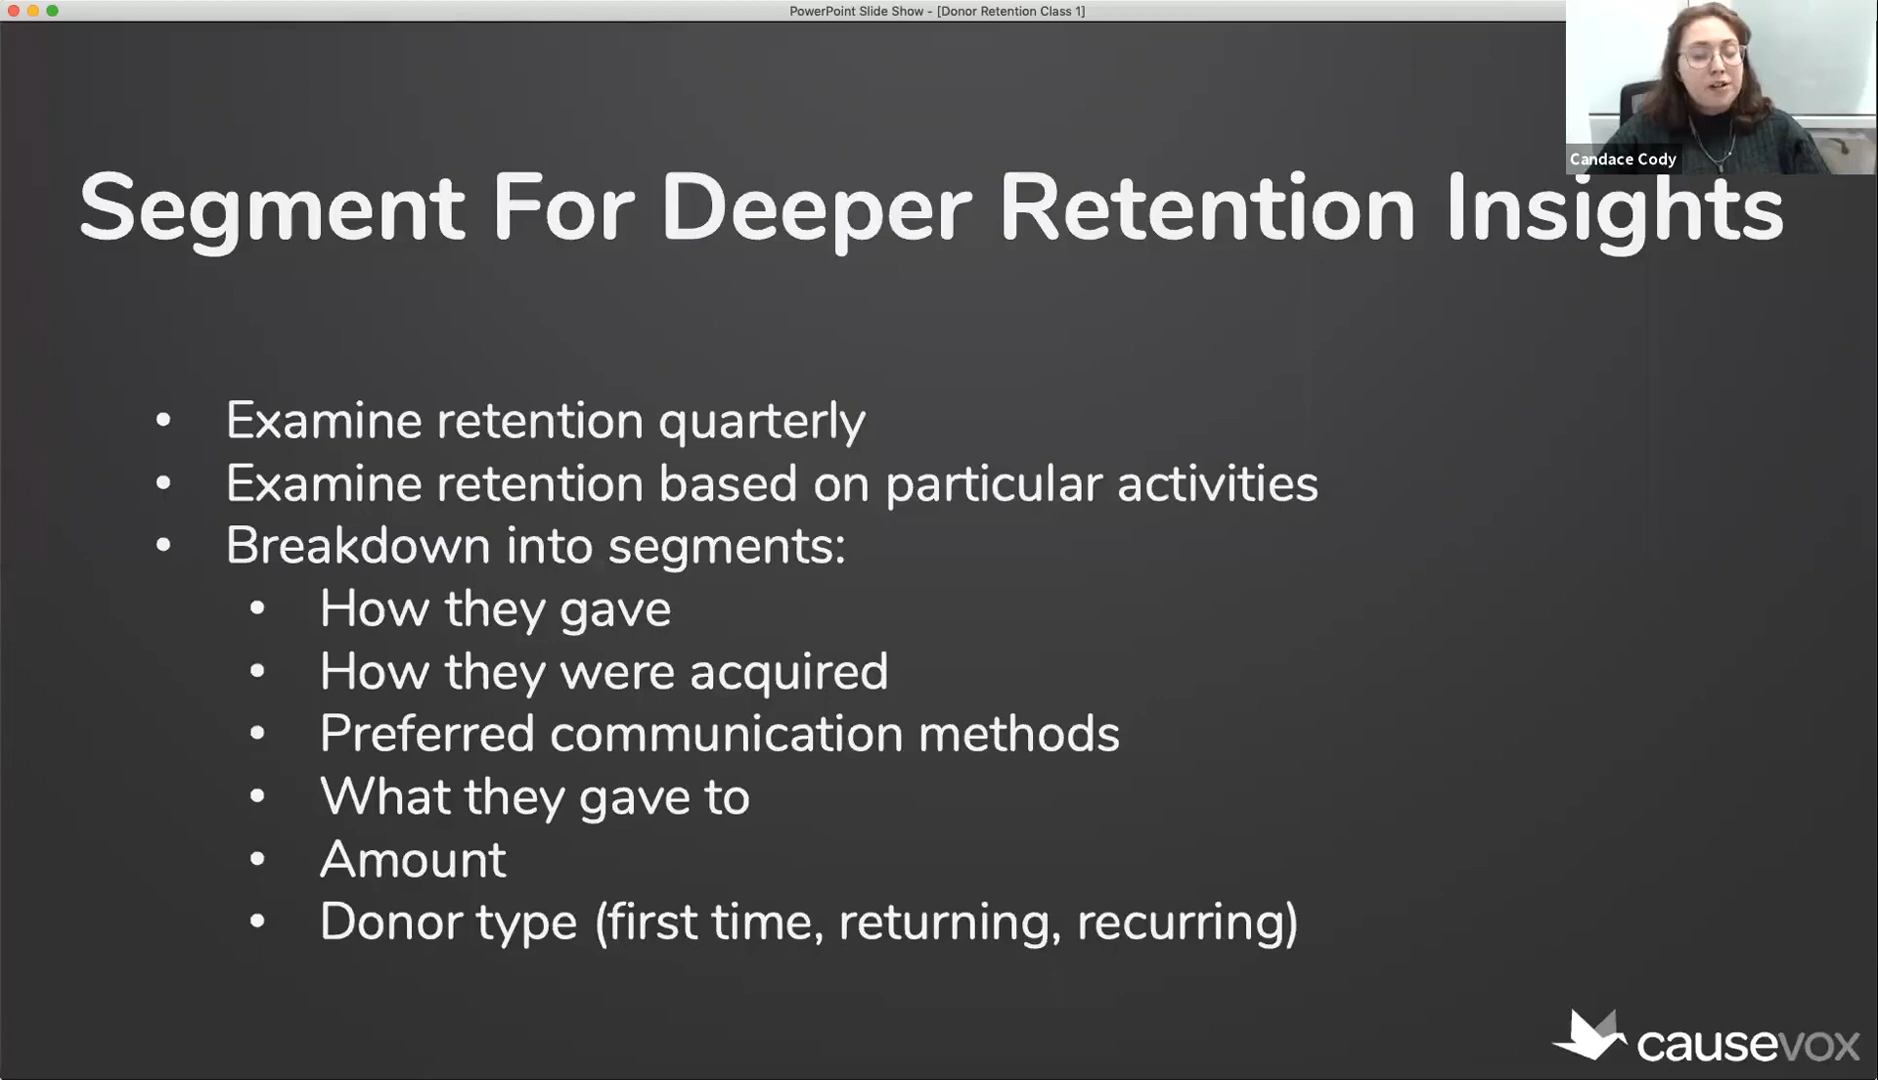 PowerPoint Slide Show - [Donor Retention Class 1]
Candace Cody
Segment For Deeper Retention Insights
• Examine retention quarterly
• Examine retention based on particular activities
• Breakdown into segments:
• How they gave
• How they were acquired
• Preferred communication methods
• What they gave to
• Amount
• Donor type (first time, returning, recurring)
causevox